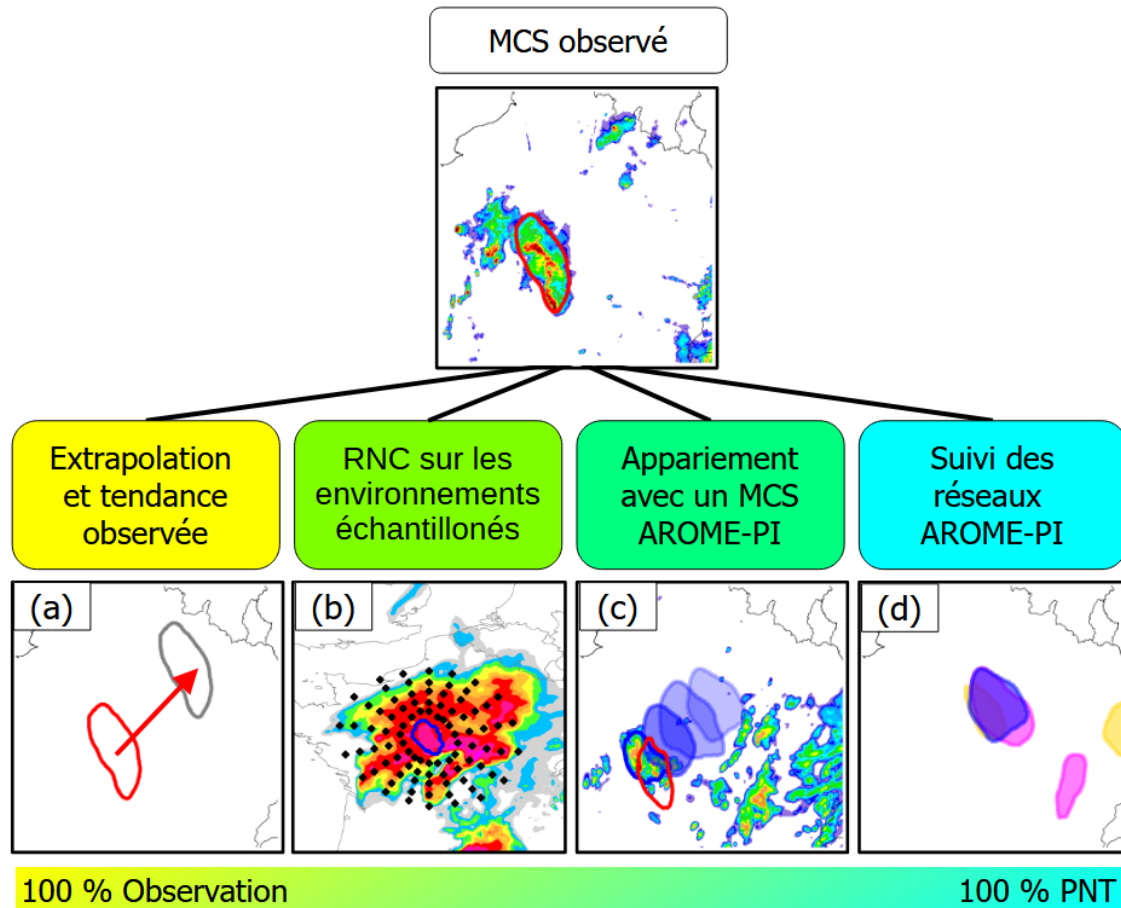 MCS observé
Extrapolation
et tendance
observée
RNC sur les
environnements
échantillonés
Appariement
avec un MCS
AROME-PI
Suivi des
réseaux
AROME-PI
(a)
(b)
(c)
(d)
100 % Observation
100 % PNT